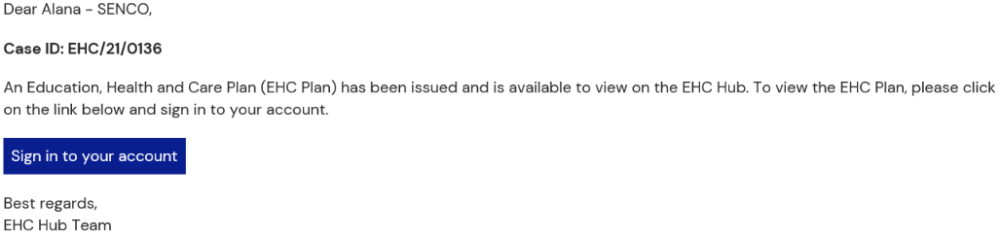 Dear Alana - SENCO,
Case ID: EHC/21/0136
An Education, Health and Care Plan (EHC Plan) has been issued and is available to view on the EHC Hub. To view the EHC Plan, please click
on the link below and sign in to your account.
Sign in to your account
Best regards,
EHC Hub Team